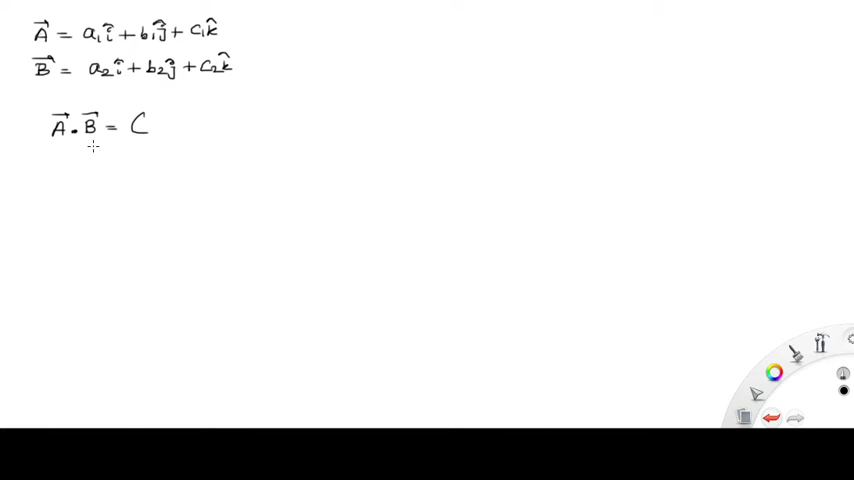 A⃗ = a₁î + b₁ĵ + c₁k̂
B⃗ = a₂î + b₂ĵ + c₂k̂
A⃗ . B⃗ = C